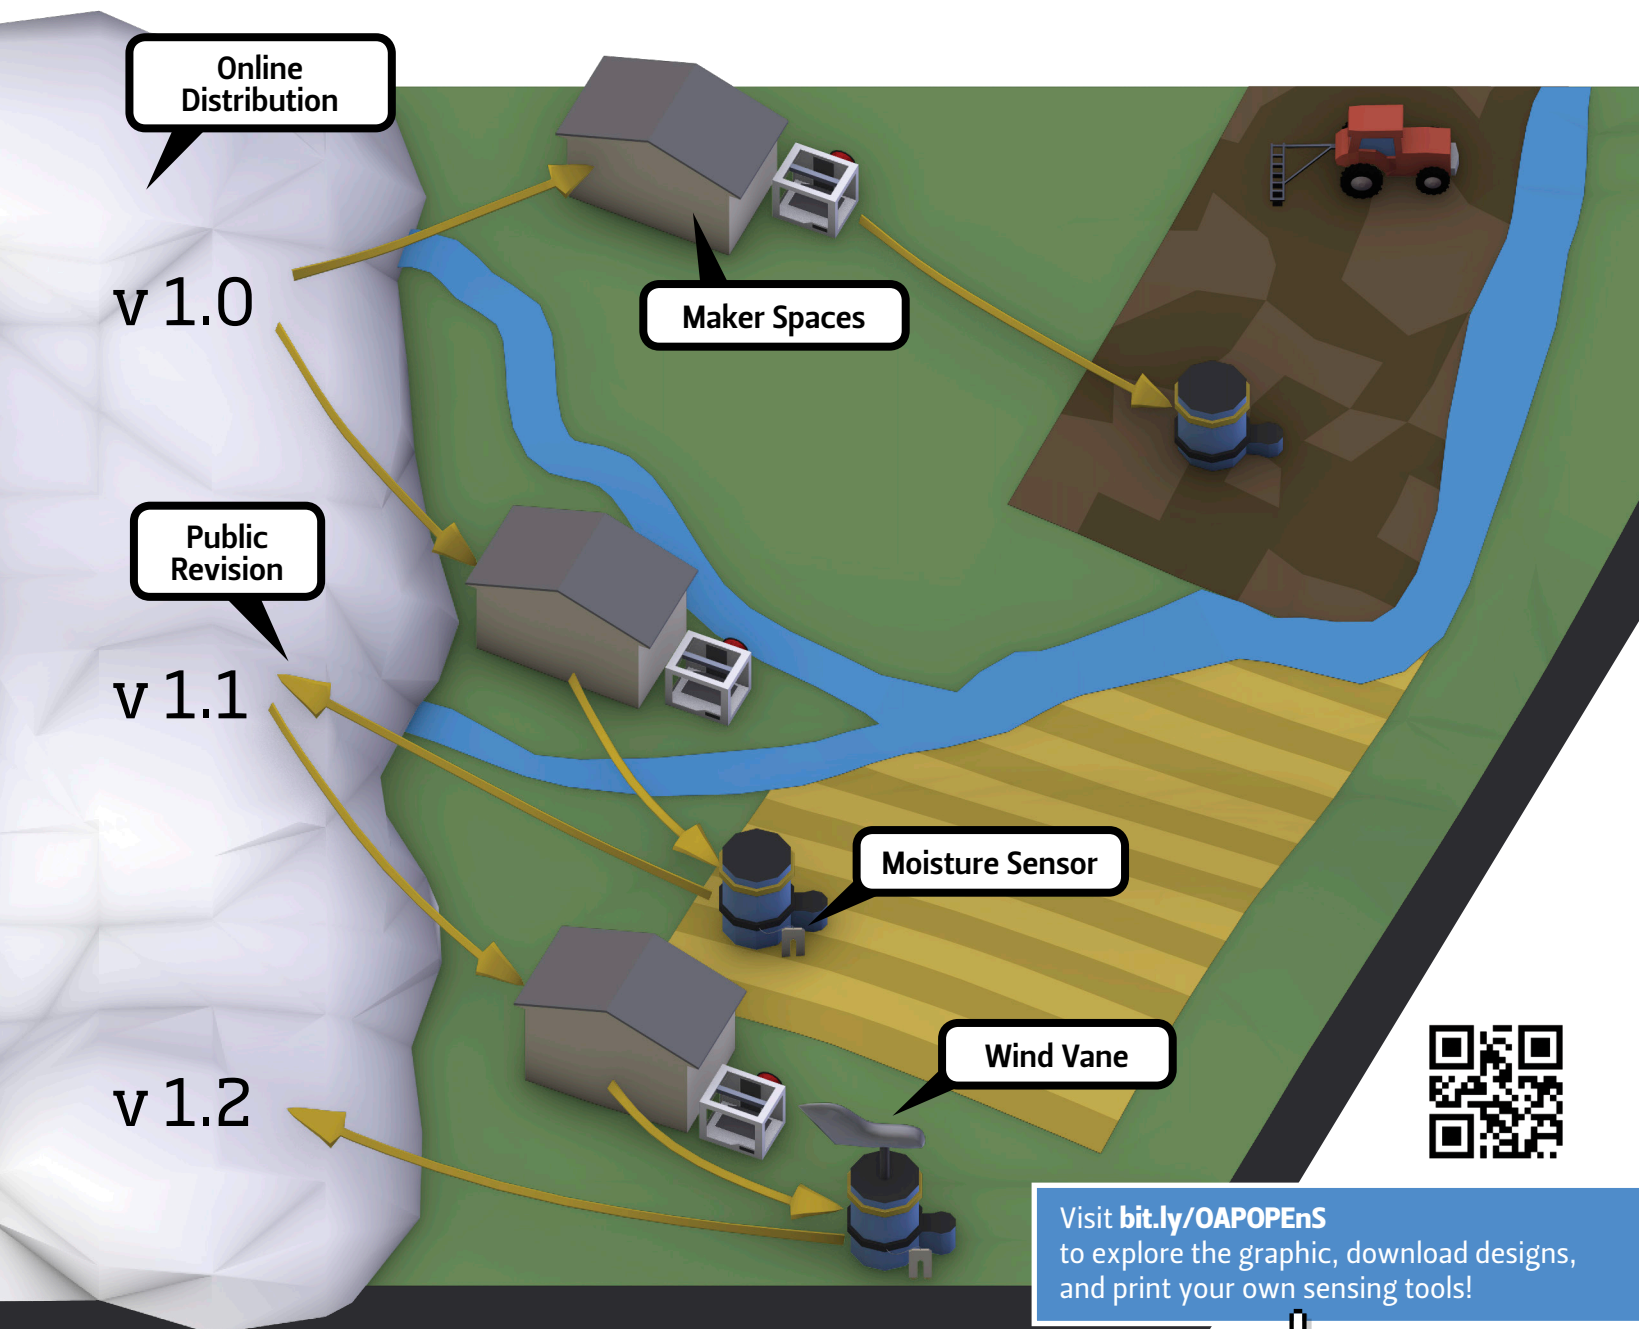 Online
Distribution
v 1.0
Maker Spaces
Public
Revision
v 1.1
Moisture Sensor
Wind Vane
v 1.2
Visit bit.ly/OAPOPEnS
to explore the graphic, download designs,
and print your own sensing tools!